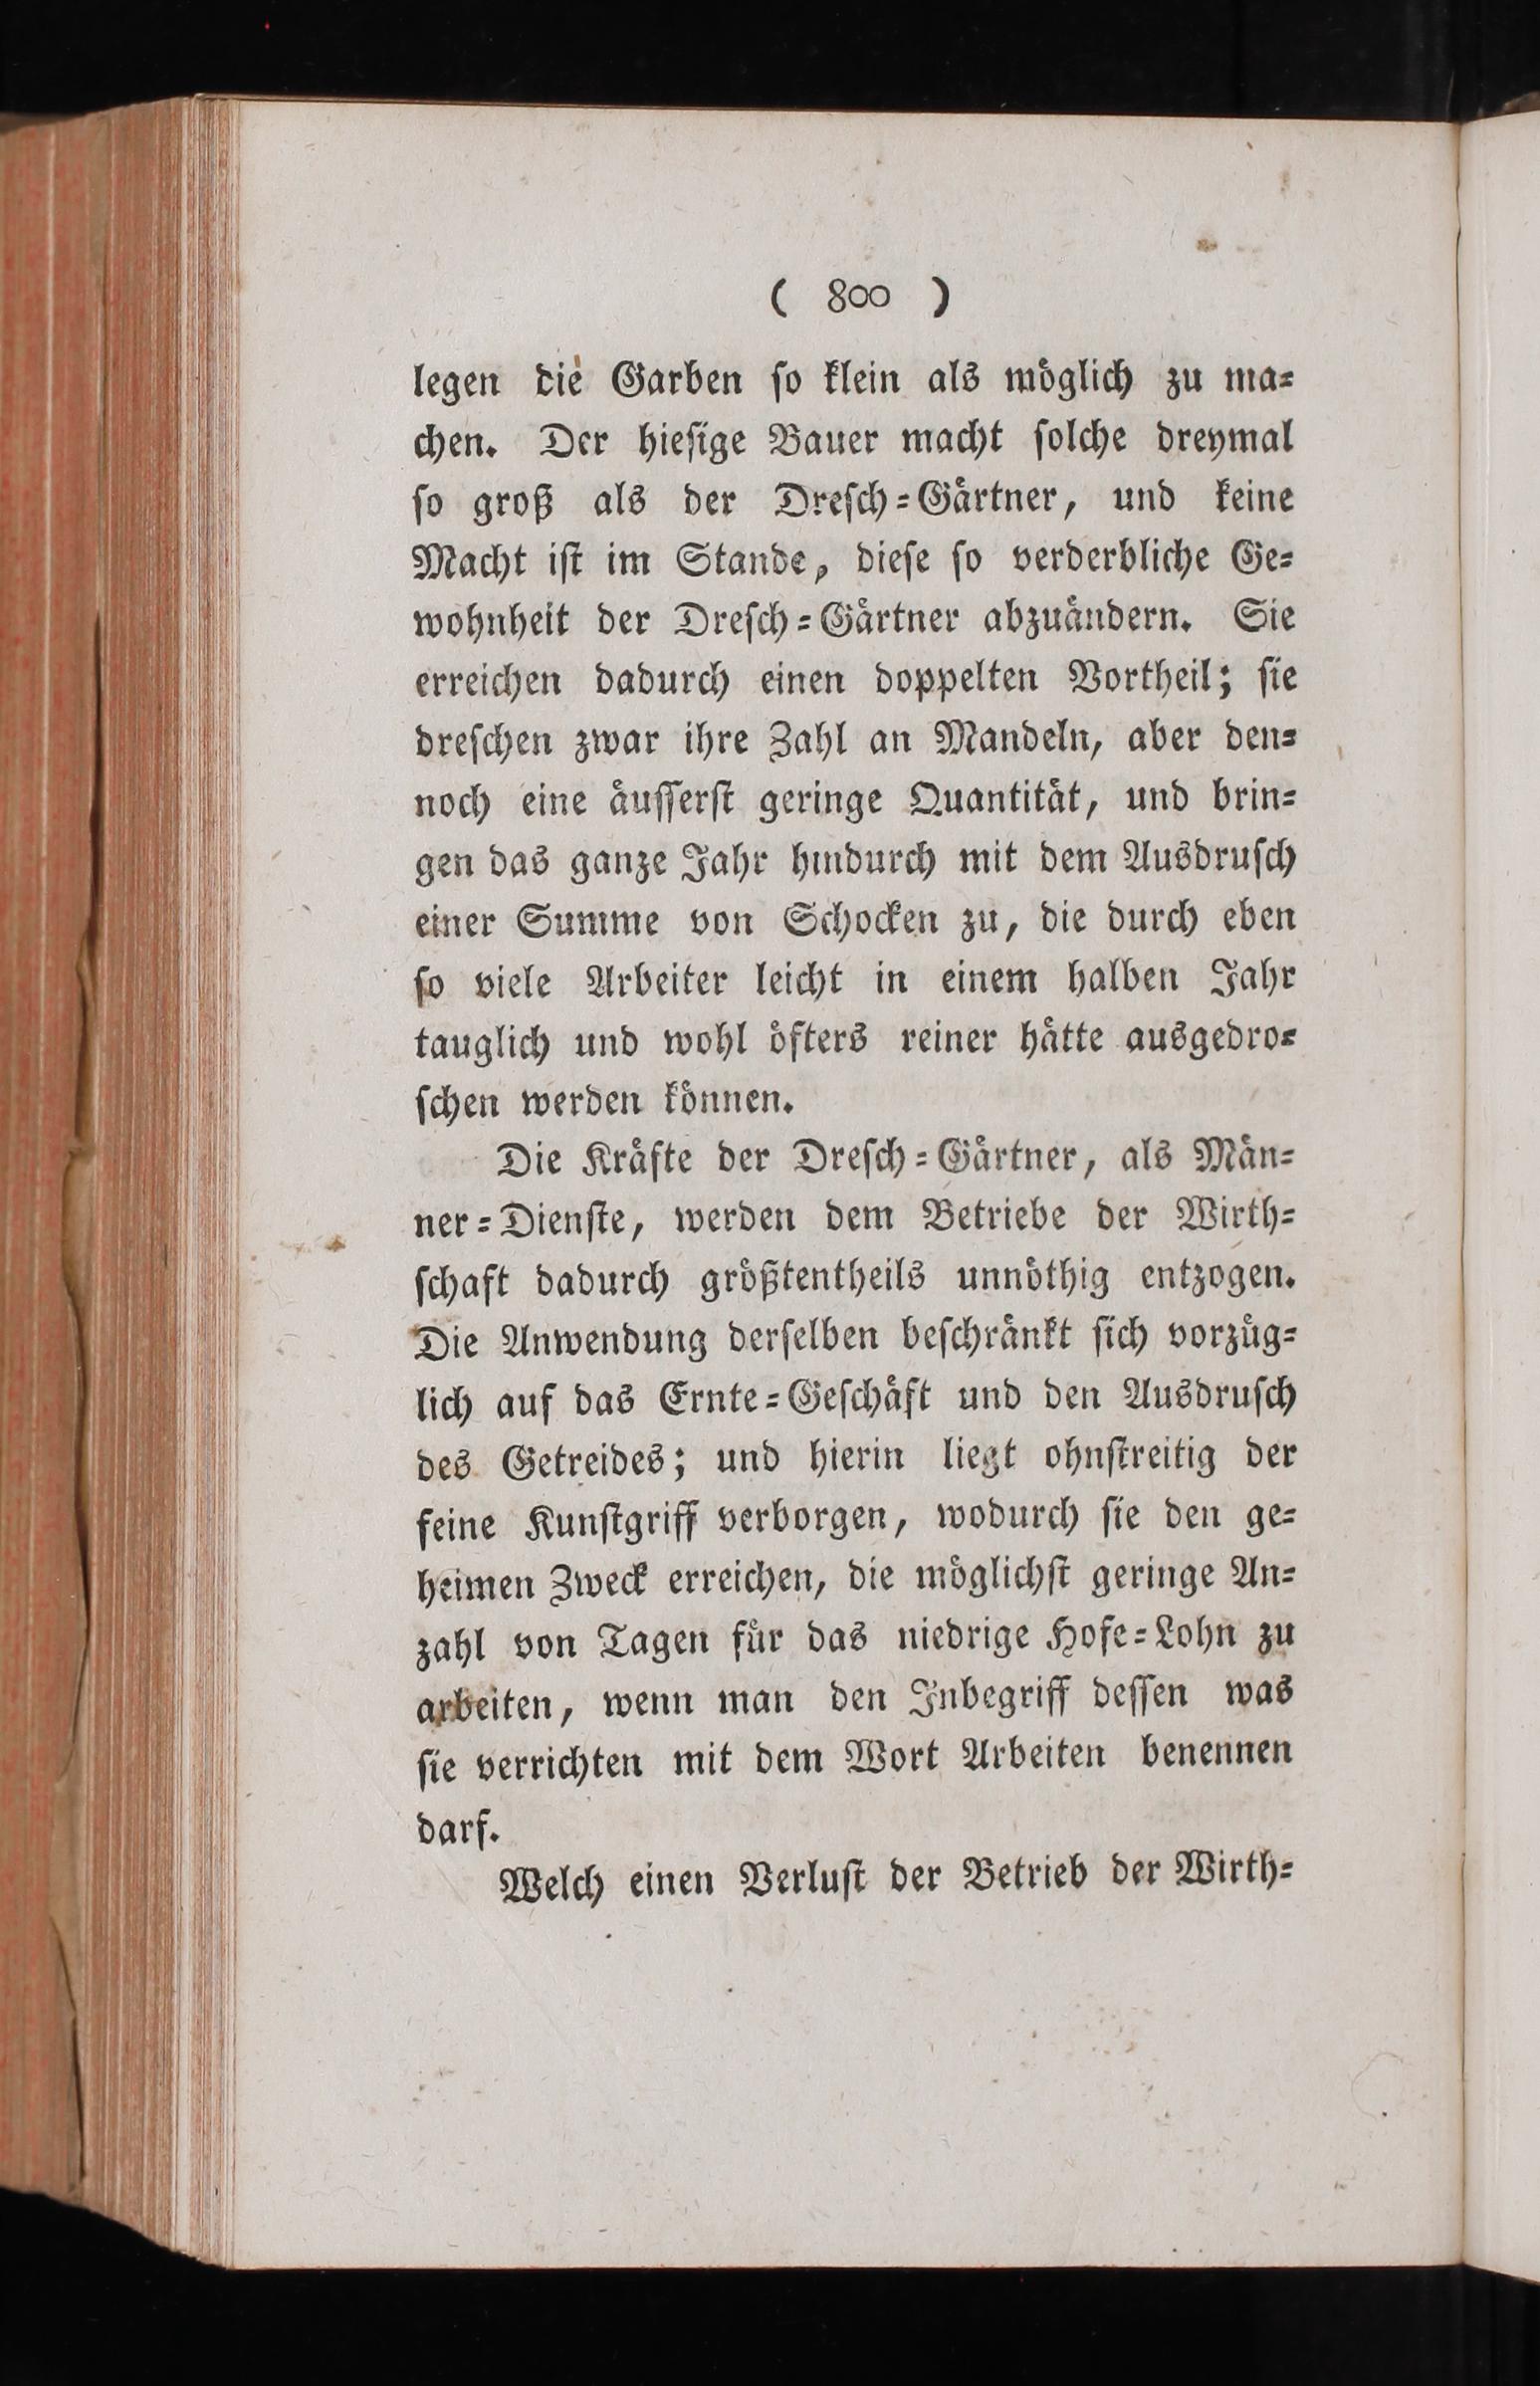 ( 800 )
legen die Garben ſo klein als möglich zu ma⸗
chen. Der hieſige Bauer macht ſolche dreymal
ſo groß als der Dreſch⸗Gärtner, und keine
Macht iſt im Stande, dieſe ſo verderbliche Ge⸗
wohnheit der Dreſch⸗Gärtner abzuändern. Sie
erreichen dadurch einen doppelten Vortheil; ſie
dreſchen zwar ihre Zahl an Mandeln, aber den⸗
noch eine äuſſerſt geringe Quantität, und brin⸗
gen das ganze Jahr hindurch mit dem Ausdruſch
einer Summe von Schocken zu, die durch eben
ſo viele Arbeiter leicht in einem halben Jahr
tauglich und wohl öfters reiner hätte ausgedro⸗
ſchen werden können.
Die Kräfte der Dreſch⸗Gärtner, als Män⸗
ner⸗Dienſte, werden dem Betriebe der Wirth⸗
ſchaft dadurch größtentheils unnöthig entzogen.
Die Anwendung derſelben beſchränkt ſich vorzüg⸗
lich auf das Ernte⸗Geſchäft und den Ausdruſch
des Getreides; und hierin liegt ohnſtreitig der
feine Kunſtgriff verborgen, wodurch ſie den ge⸗
heimen Zweck erreichen, die möglichſt geringe An⸗
zahl von Tagen für das niedrige Hofe⸗Lohn zu
arbeiten, wenn man den Inbegriff deſſen was
ſie verrichten mit dem Wort Arbeiten benennen
darf.
Welch einen Verluſt der Betrieb der Wirth⸗